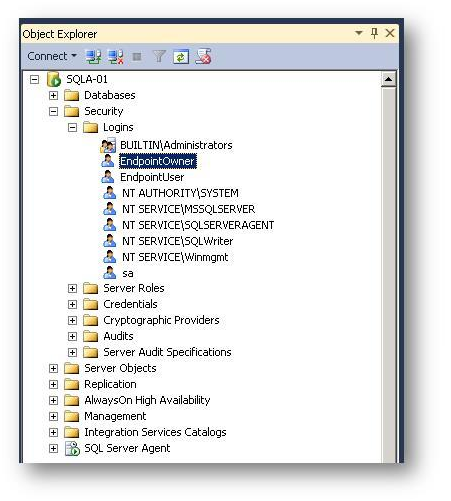 Object Explorer
Connect
SQLA-01
Databases
Security
Logins
BUILTIN\Administrators
EndpointOwner
EndpointUser
NT AUTHORITY\SYSTEM
NT SERVICE\MSSQLSERVER
NT SERVICE\SQLSERVERAGENT
NT SERVICE\SQLWriter
NT SERVICE\Winmgmt
sa
Server Roles
Credentials
Cryptographic Providers
Audits
Server Audit Specifications
Server Objects
Replication
AlwaysOn High Availability
Management
Integration Services Catalogs
SQL Server Agent